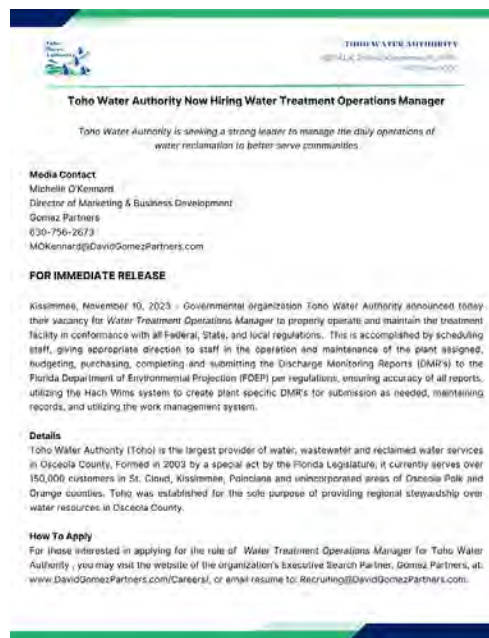 Toho
Water
Authority
TOHO WATER AUTHORITY
Toho Water Authority Now Hiring Water Treatment Operations Manager
Toho Water Authority is seeking a strong leader to manage the daily operations of
water reclamation to better serve communities
Media Contact
Michelle O'Kennard
Director of Marketing & Business Development
Gomez Partners
630-756-2673
MOKennard@DavidGomezPartners.com
FOR IMMEDIATE RELEASE
Kissimmee, November 10, 2023 - Governmental organization Toho Water Authority announced today
their vacancy for Water Treatment Operations Manager to properly operate and maintain the treatment
facility in conformance with all Federal, State, and local regulations. This is accomplished by scheduling
staff, giving appropriate direction to staff in the operation and maintenance of the plant assigned,
budgeting, purchasing, completing and submitting the Discharge Monitoring Reports (DMR's) to the
Florida Department of Environmental Projection (FDEP) per regulations, ensuring accuracy of all reports,
utilizing the Hach Wims system to create plant specific DMR's for submission as needed, maintaining
records, and utilizing the work management system.
Details
Toho Water Authority (Toho) is the largest provider of water, wastewater and reclaimed water services
in Osceola County. Formed in 2003 by a special act by the Florida Legislature, it currently serves over
150,000 customers in St. Cloud, Kissimmee, Poinciana and unincorporated areas of Osceola Polk and
Orange counties. Toho was established for the sole purpose of providing regional stewardship over
water resources in Osceola County.
How To Apply
For those interested in applying for the role of Water Treatment Operations Manager for Toho Water
Authority , you may visit the website of the organization's Executive Search Partner, Gomez Partners, at:
www.DavidGomezPartners.com/Careers/, or email resume to: Recruiting@DavidGomezPartners.com.